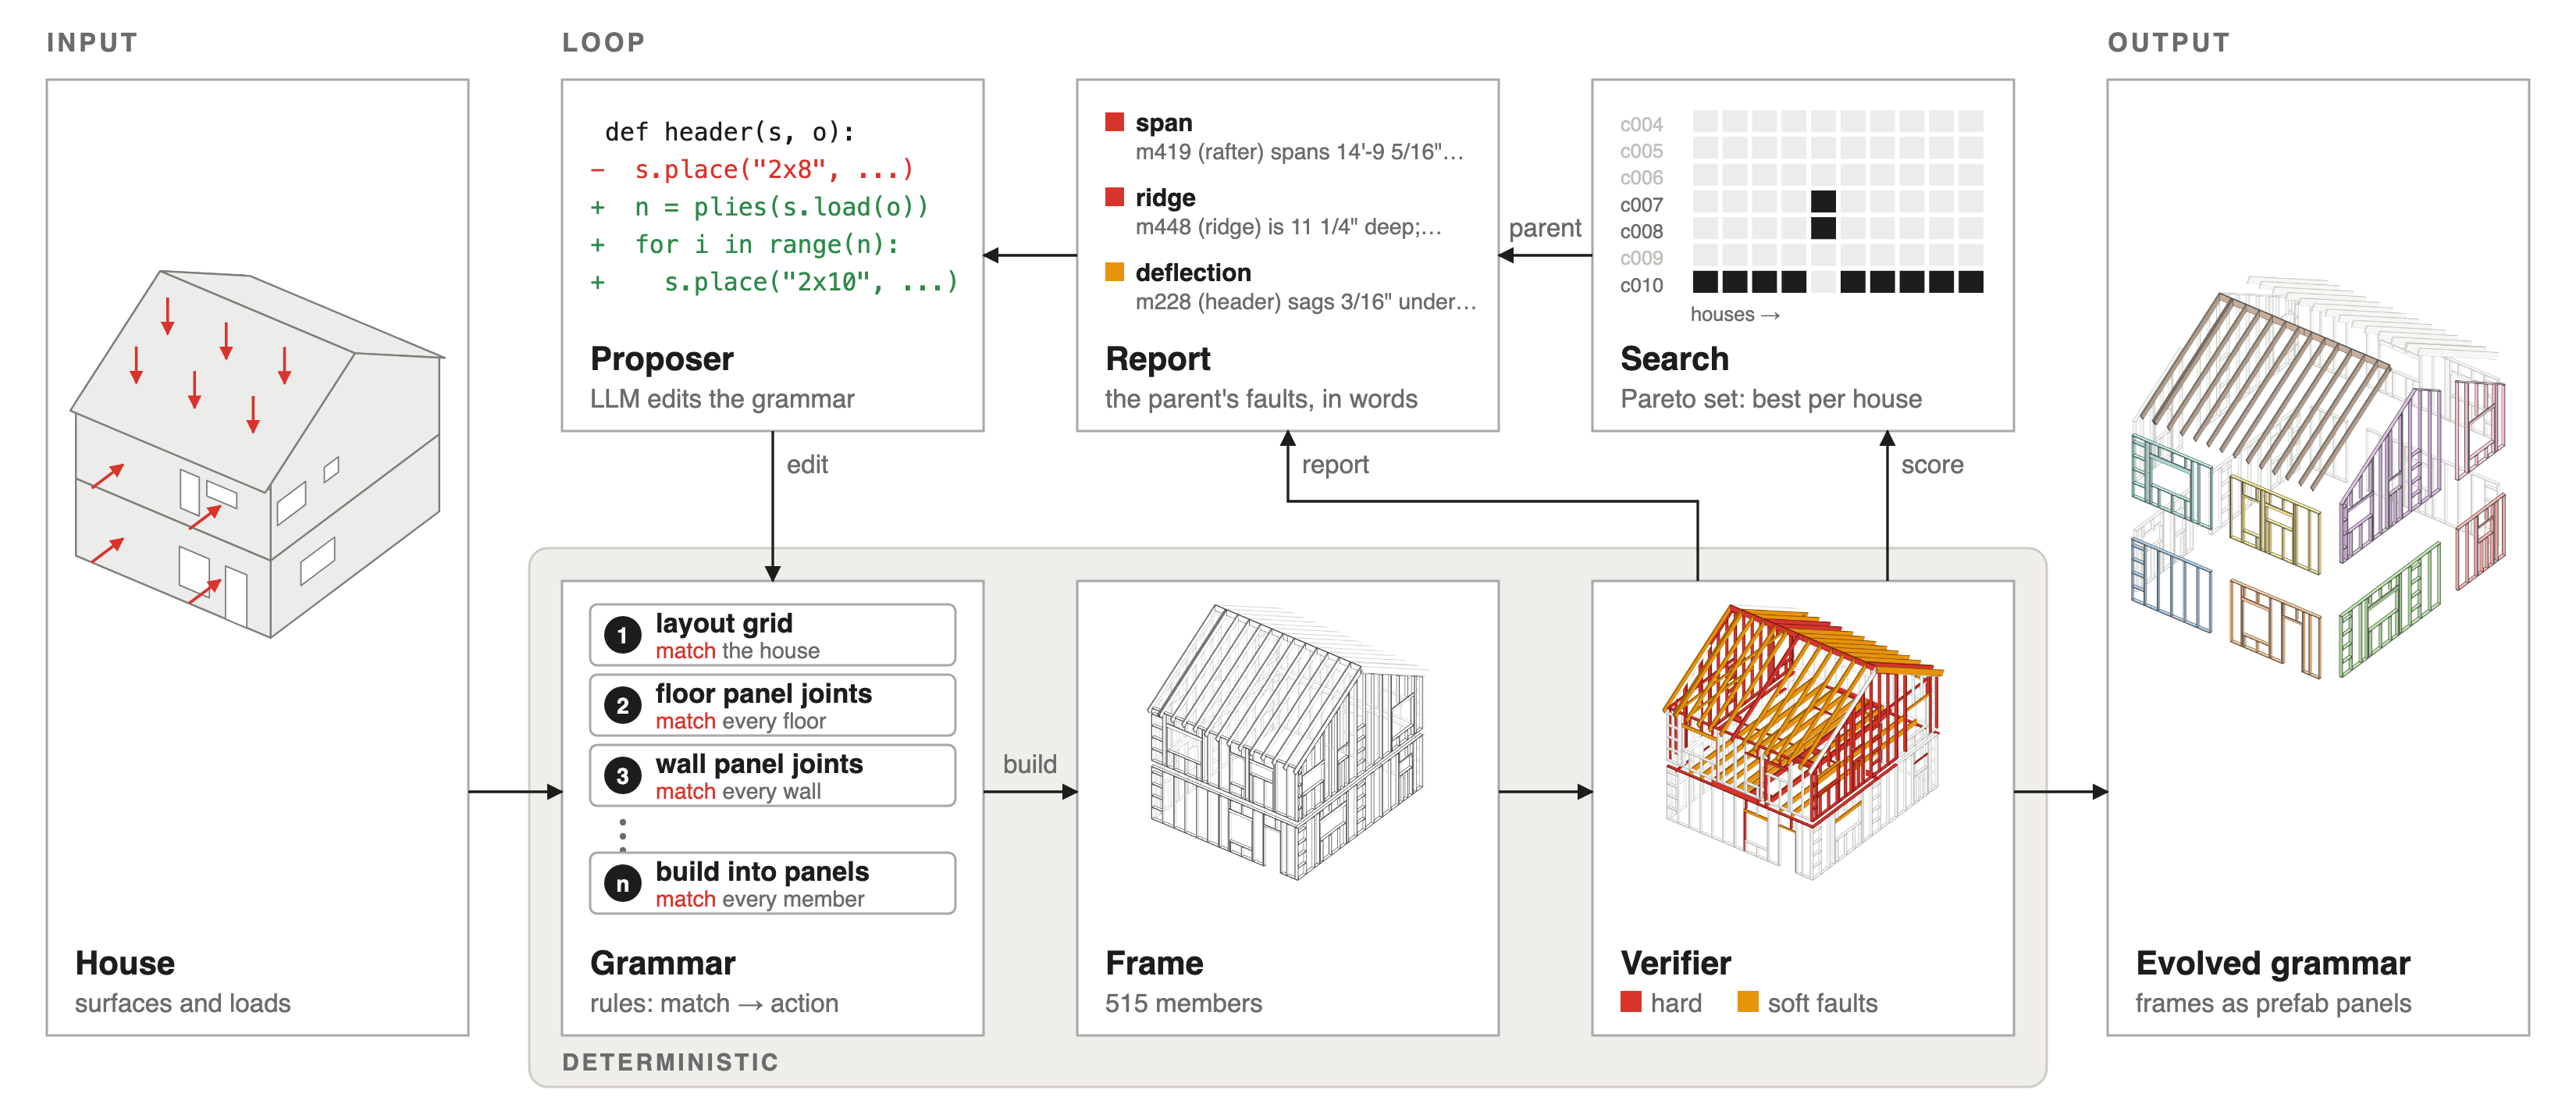 INPUT
LOOP
OUTPUT
def header(s, o):
-  s.place("2x8", ...)
+  n = plies(s.load(o))
+  for i in range(n):
+    s.place("2x10", ...)
Proposer
LLM edits the grammar
span
m419 (rafter) spans 14'-9 5/16"...
ridge
m448 (ridge) is 11 1/4" deep;...
deflection
m228 (header) sags 3/16" under...
Report
the parent's faults, in words
parent
c004
c005
c006
c007
c008
c009
c010
houses →
Search
Pareto set: best per house
edit
report
score
House
surfaces and loads
1 layout grid
match the house
2 floor panel joints
match every floor
3 wall panel joints
match every wall
n build into panels
match every member
Grammar
rules: match → action
build
Frame
515 members
Verifier
hard
soft faults
DETERMINISTIC
Evolved grammar
frames as prefab panels